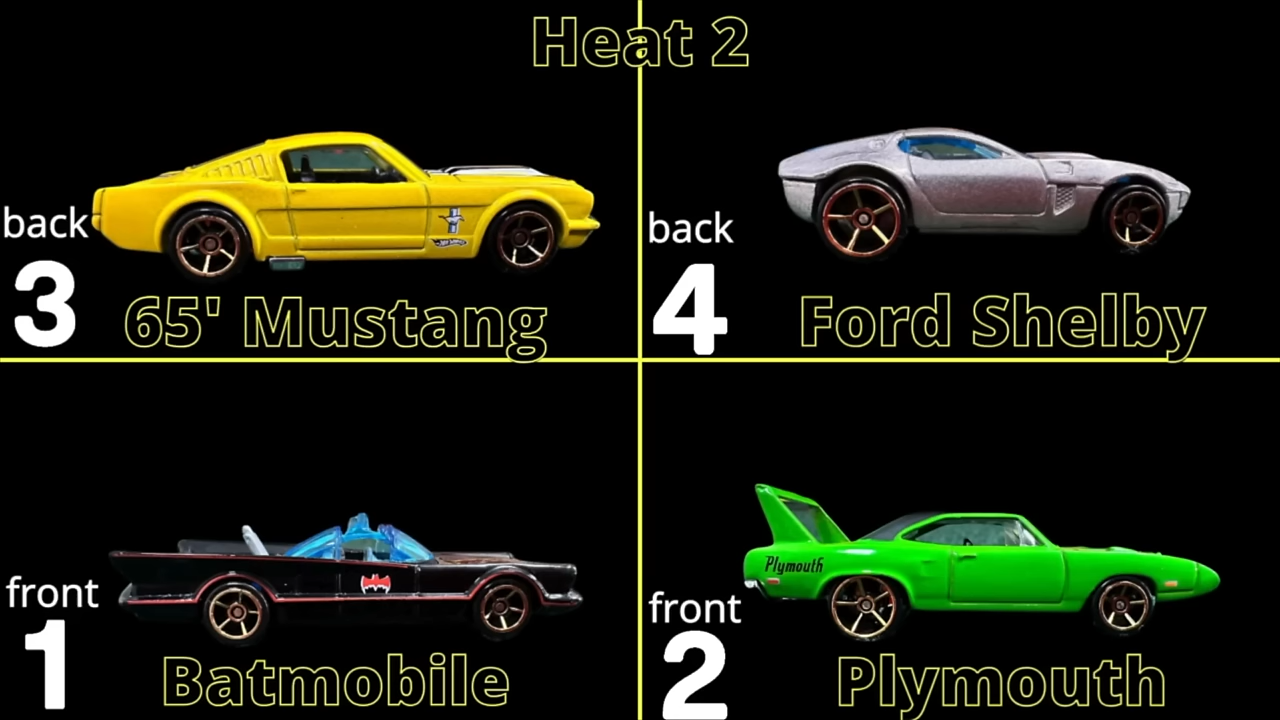 Heat 2
back
3
65' Mustang
back
4
Ford Shelby
front
1
Batmobile
Plymouth
front
2
Plymouth